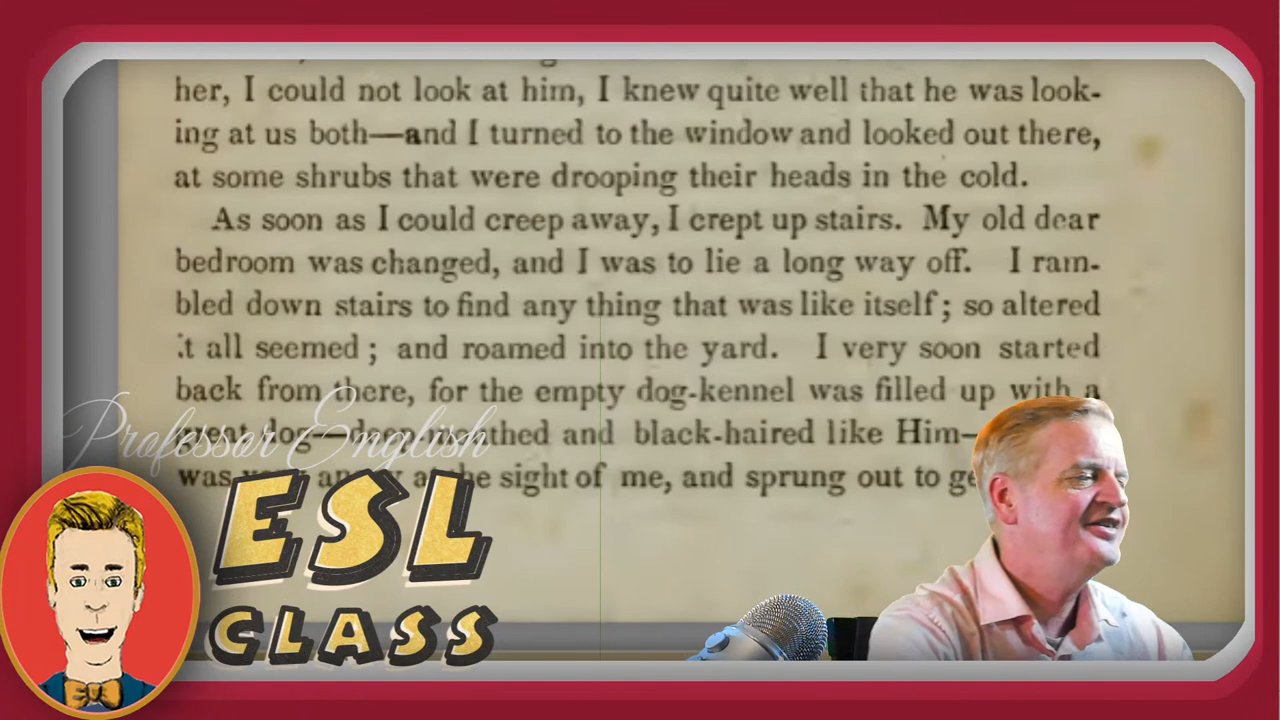 her, I could not look at him, I knew quite well that he was look-
ing at us both—and I turned to the window and looked out there,
at some shrubs that were drooping their heads in the cold.
As soon as I could creep away, I crept up stairs. My old dear
bedroom was changed, and I was to lie a long way off. I ram-
bled down stairs to find any thing that was like itself; so altered
it all seemed; and roamed into the yard. I very soon started
back from there, for the empty dog-kennel was filled up with a
dog— and black-haired like Him—
was at the sight of me, and sprung out to
Professor English
ESL
CLASS